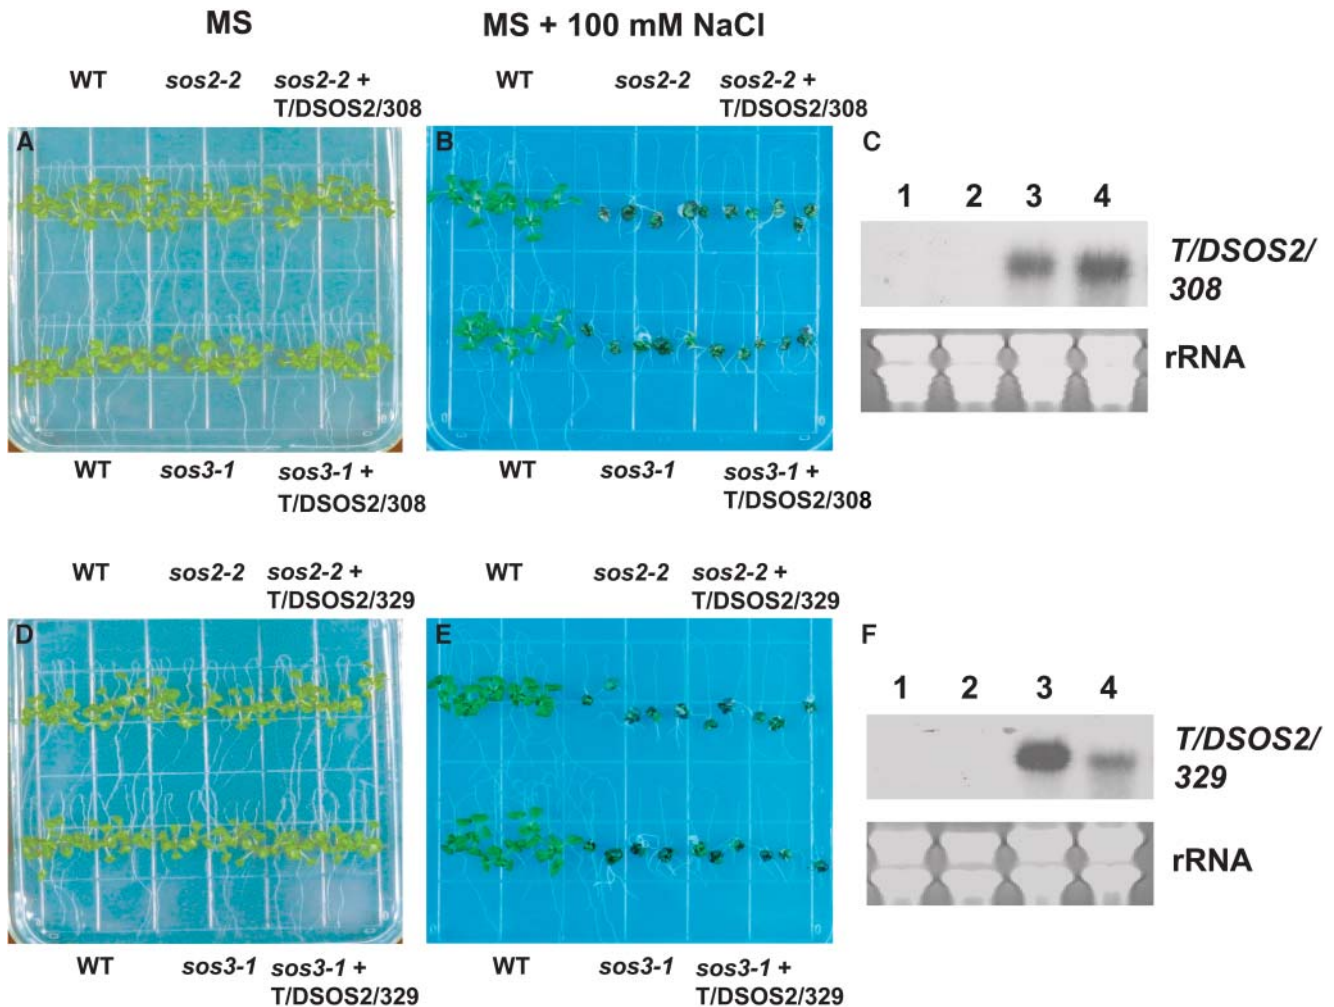 MS
MS + 100 mM NaCl
WT sos2-2 sos2-2 +
T/DSOS2/308
WT sos2-2 sos2-2 +
T/DSOS2/308
A
B
C
1 2 3 4
T/DSOS2/
308
rRNA
WT sos3-1 sos3-1 +
T/DSOS2/308
WT sos3-1 sos3-1 +
T/DSOS2/308
WT sos2-2 sos2-2 +
T/DSOS2/329
WT sos2-2 sos2-2 +
T/DSOS2/329
D
E
F
1 2 3 4
T/DSOS2/
329
rRNA
WT sos3-1 sos3-1 +
T/DSOS2/329
WT sos3-1 sos3-1 +
T/DSOS2/329